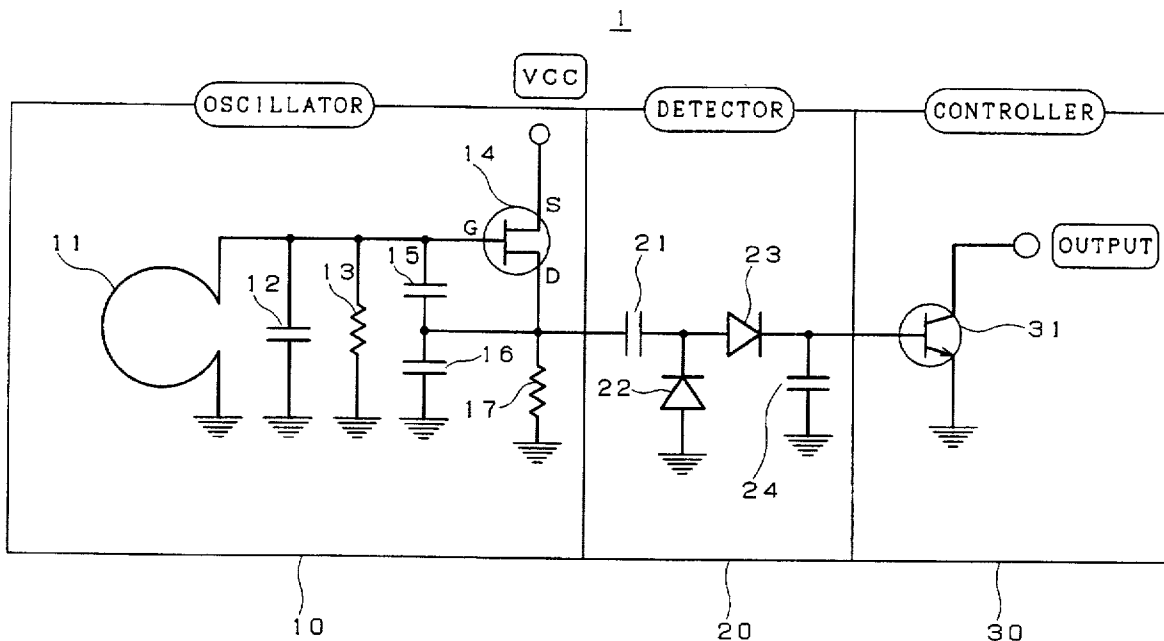 1
VCC
OSCILLATOR
DETECTOR
CONTROLLER
14
S
G
D
11
12
13
15
16
17
21
22
23
24
OUTPUT
31
10
20
30